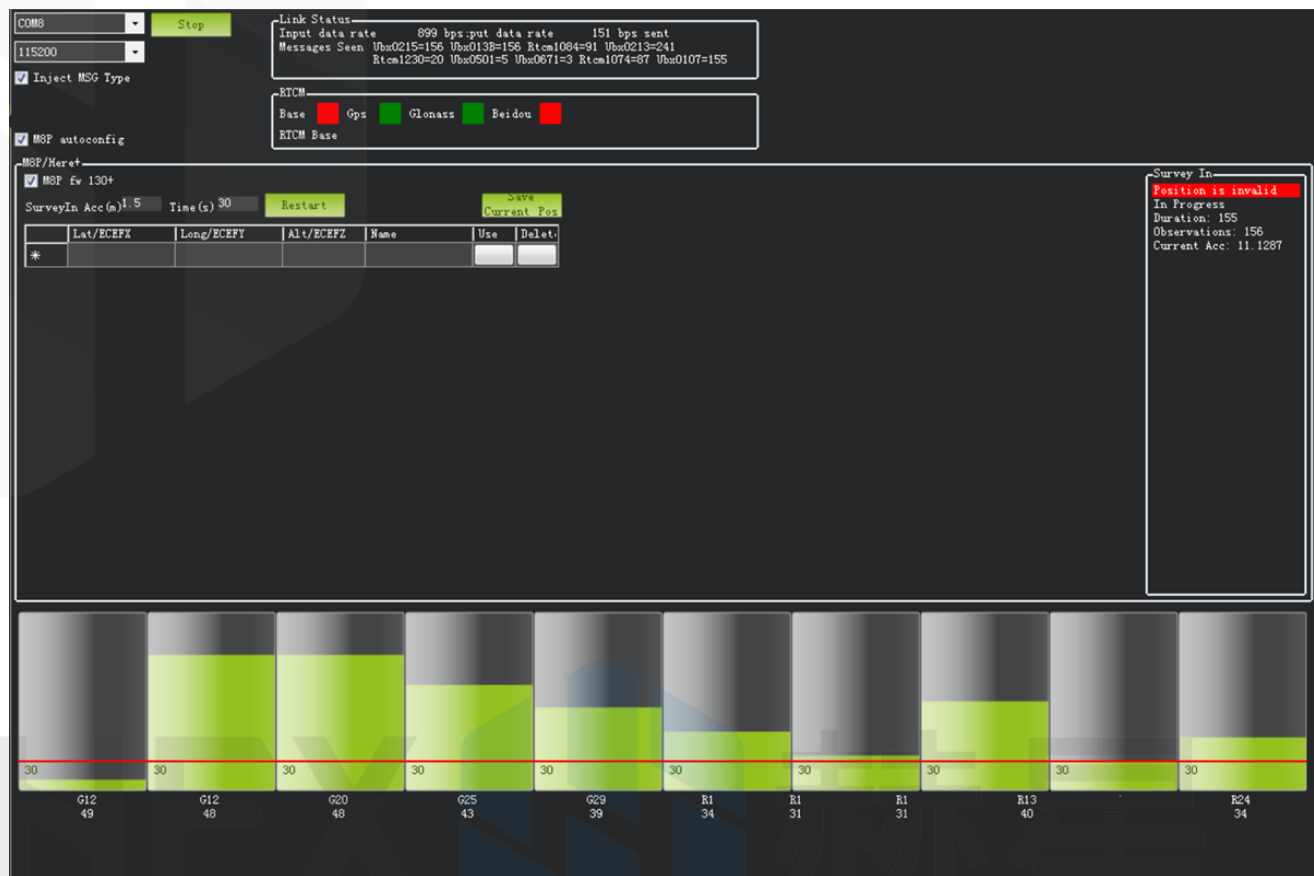 COM8
Stop
115200
Inject MSG Type
M8P autoconfig
Link Status
Input data rate 899 bps:put data rate 151 bps sent
Messages Seen Ubx0215=156 Ubx013B=156 Rtcm1084=91 Ubx0213=241
Rtcm1230=20 Ubx0501=5 Ubx0671=3 Rtcm1074=87 Ubx0107=155
RTCM
Base Gps Glonass Beidou
RTCM Base
M8P/Here+
M8P fw 130+
SurveyIn Acc(m) 1.5 Time(s) 30 Restart
Save
Current Pos
Lat/ECEFX Long/ECEFY Alt/ECEFZ Name Use Delet
*
Survey In
Position is invalid
In Progress
Duration: 155
Observations: 156
Current Acc: 11.1287
30 30 30 30 30 30 30 30 30 30
G12 G12 G20 G25 G29 R1 R1 R1 R13 R24
49 48 48 43 39 34 31 31 40 34